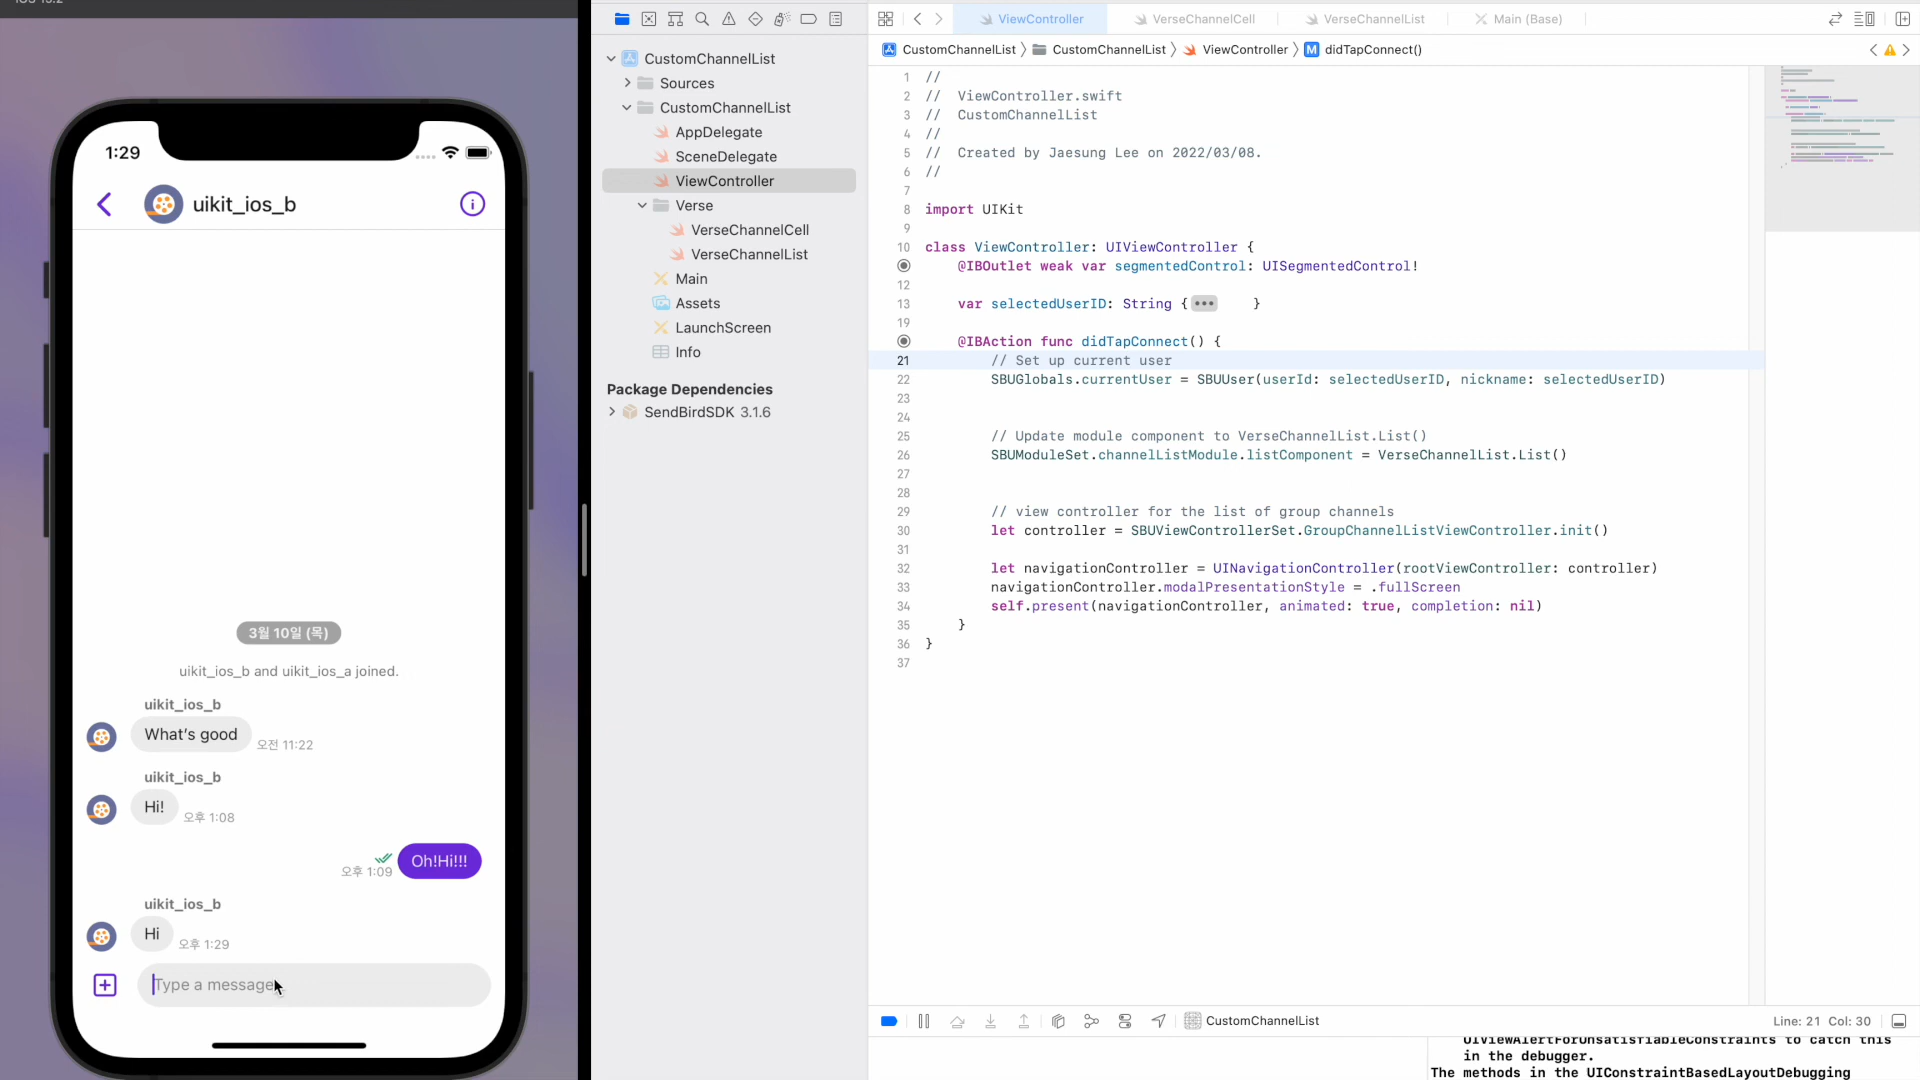 1:29
uikit_ios_b
3월 10일 (목)
uikit_ios_b and uikit_ios_a joined.
uikit_ios_b
What's good
오전 11:22
uikit_ios_b
Hi!
오후 1:08
Oh!Hi!!!
오후 1:09
uikit_ios_b
Hi
오후 1:29
Type a message
CustomChannelList
Sources
CustomChannelList
AppDelegate
SceneDelegate
ViewController
Verse
VerseChannelCell
VerseChannelList
Main
Assets
LaunchScreen
Info
Package Dependencies
SendBirdSDK 3.1.6
ViewController
VerseChannelCell
VerseChannelList
Main (Base)
CustomChannelList
CustomChannelList
ViewController
M didTapConnect()
1 //
2 // ViewController.swift
3 // CustomChannelList
4 //
5 // Created by Jaesung Lee on 2022/03/08.
6 //
7
8 import UIKit
9
10 class ViewController: UIViewController {
@IBOutlet weak var segmentedControl: UISegmentedControl!
12
13 var selectedUserID: String { ••• }
19
@IBAction func didTapConnect() {
21 // Set up current user
22 SBUGlobals.currentUser = SBUUser(userId: selectedUserID, nickname: selectedUserID)
23
24
25 // Update module component to VerseChannelList.List()
26 SBUModuleSet.channelListModule.listComponent = VerseChannelList.List()
27
28
29 // view controller for the list of group channels
30 let controller = SBUViewControllerSet.GroupChannelListViewController.init()
31
32 let navigationController = UINavigationController(rootViewController: controller)
33 navigationController.modalPresentationStyle = .fullScreen
34 self.present(navigationController, animated: true, completion: nil)
35 }
36 }
37
CustomChannelList
Line: 21 Col: 30
UIViewAlertForUnsatisfiableConstraints to catch this
in the debugger.
The methods in the UIConstraintBasedLayoutDebugging